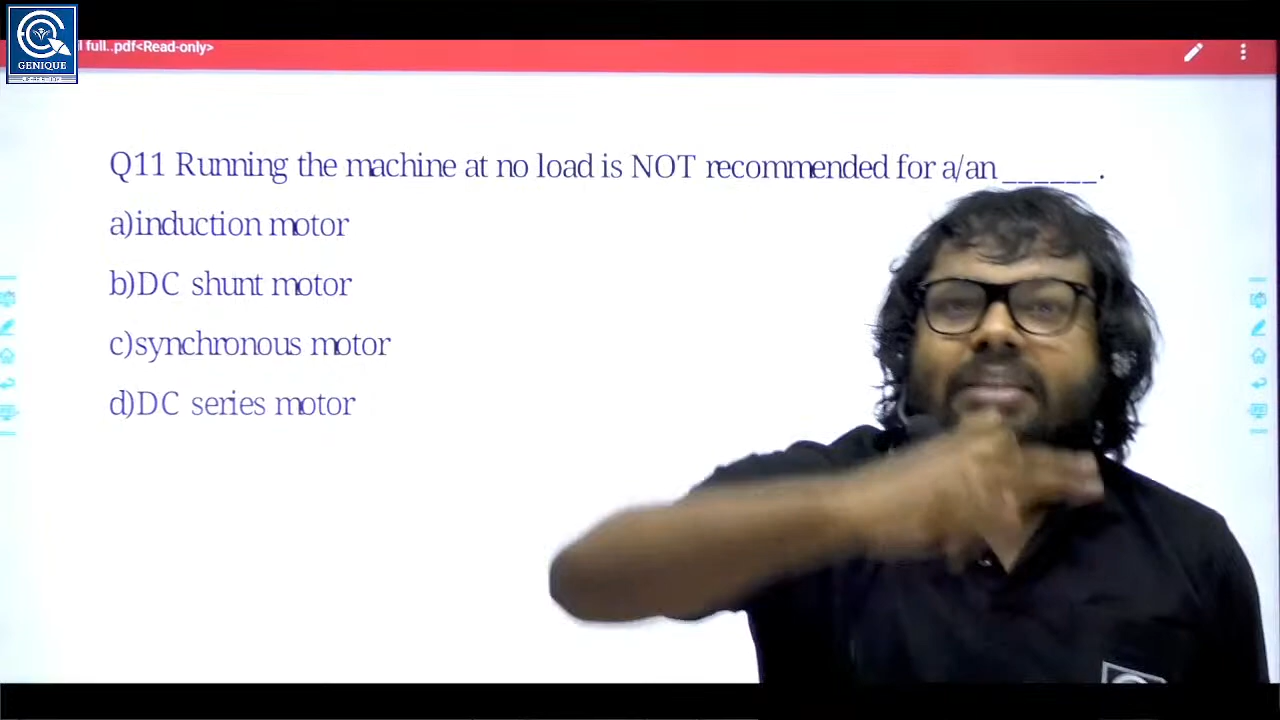 GENIQUE
l full..pdf<Read-only>
Q11 Running the machine at no load is NOT recommended for a/an ______.
a)induction motor
b)DC shunt motor
c)synchronous motor
d)DC series motor